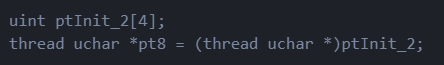 uint ptInit_2[4];
thread uchar *pt8 = (thread uchar *)ptInit_2;